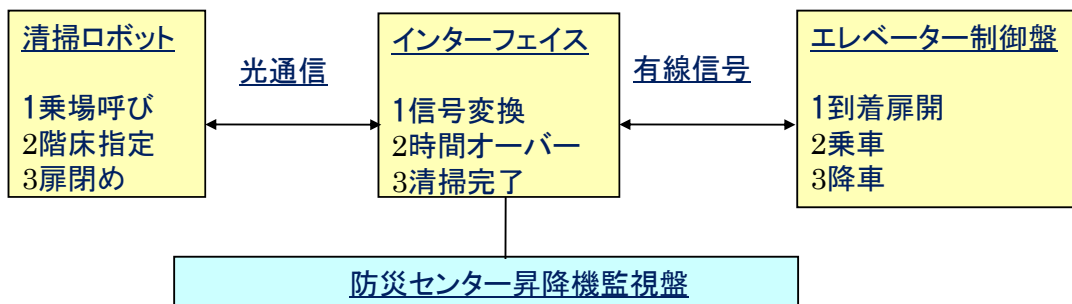 清掃ロボット
1乗場呼び
2階床指定
3扉閉め
光通信
インターフェイス
1信号変換
2時間オーバー
3清掃完了
有線信号
エレベーター制御盤
1到着扉開
2乗車
3降車
防災センター昇降機監視盤